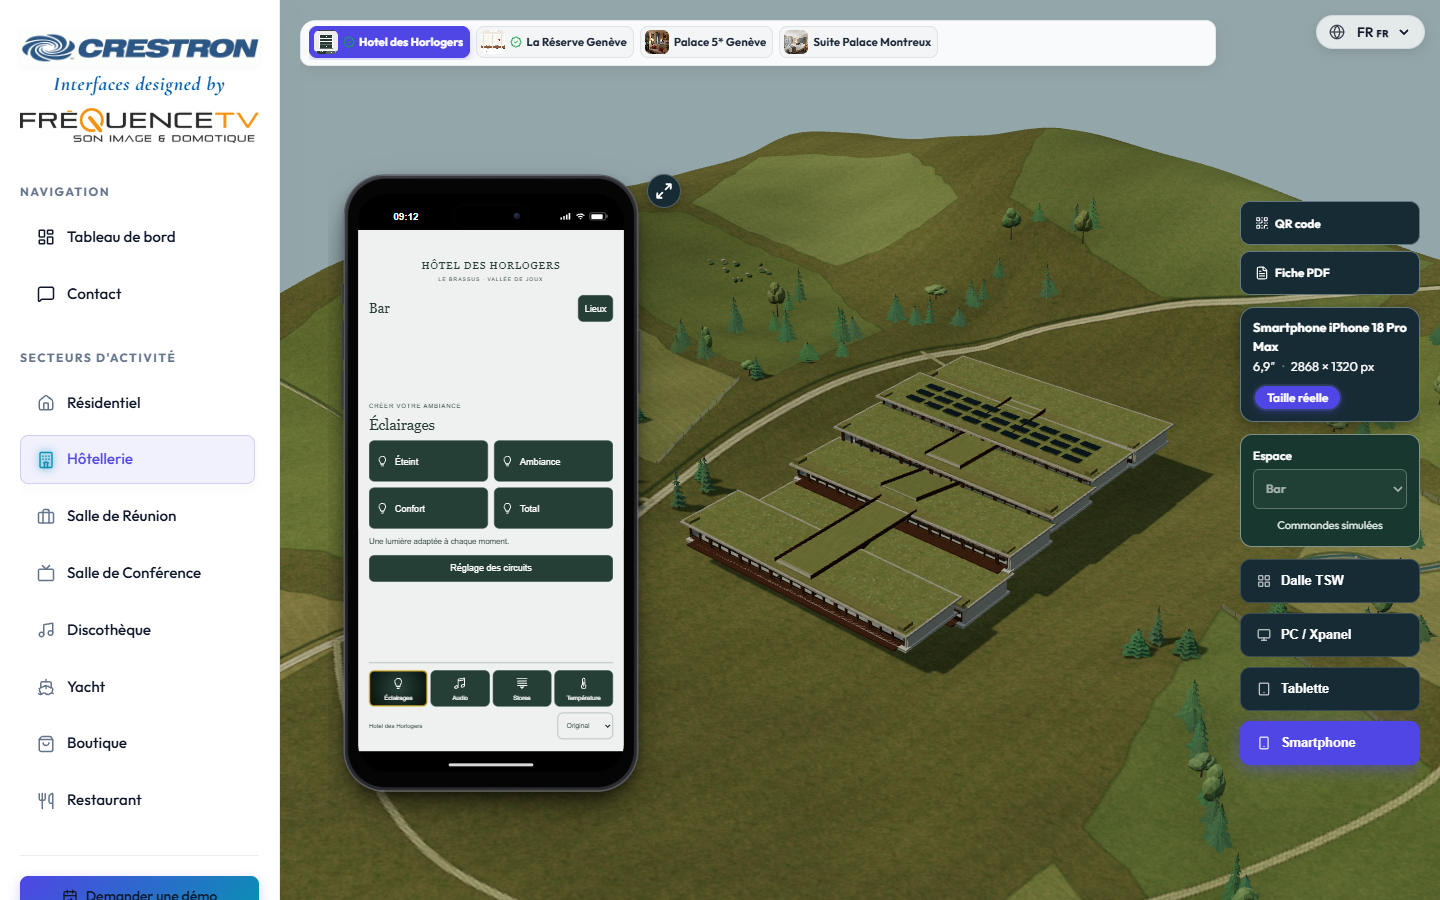 CRESTRON
Interfaces designed by
FRÉQUENCETV
SON IMAGE & DOMOTIQUE
NAVIGATION
Tableau de bord
Contact
SECTEURS D'ACTIVITÉ
Résidentiel
Hôtellerie
Salle de Réunion
Salle de Conférence
Discothèque
Yacht
Boutique
Restaurant
Demander une démo
Hotel des Horlogers
La Réserve Genève
Palace 5* Genève
Suite Palace Montreux
FR FR
09:12
HÔTEL DES HORLOGERS
LE BRASSUS · VALLÉE DE JOUX
Bar
Lieux
CRÉER VOTRE AMBIANCE
Éclairages
Éteint
Ambiance
Confort
Total
Une lumière adaptée à chaque moment.
Réglage des circuits
Éclairages
Audio
Stores
Température
Hotel des Horlogers
Original
QR code
Fiche PDF
Smartphone iPhone 18 Pro
Max
6,9" · 2868 × 1320 px
Taille réelle
Espace
Bar
Commandes simulées
Dalle TSW
PC / Xpanel
Tablette
Smartphone